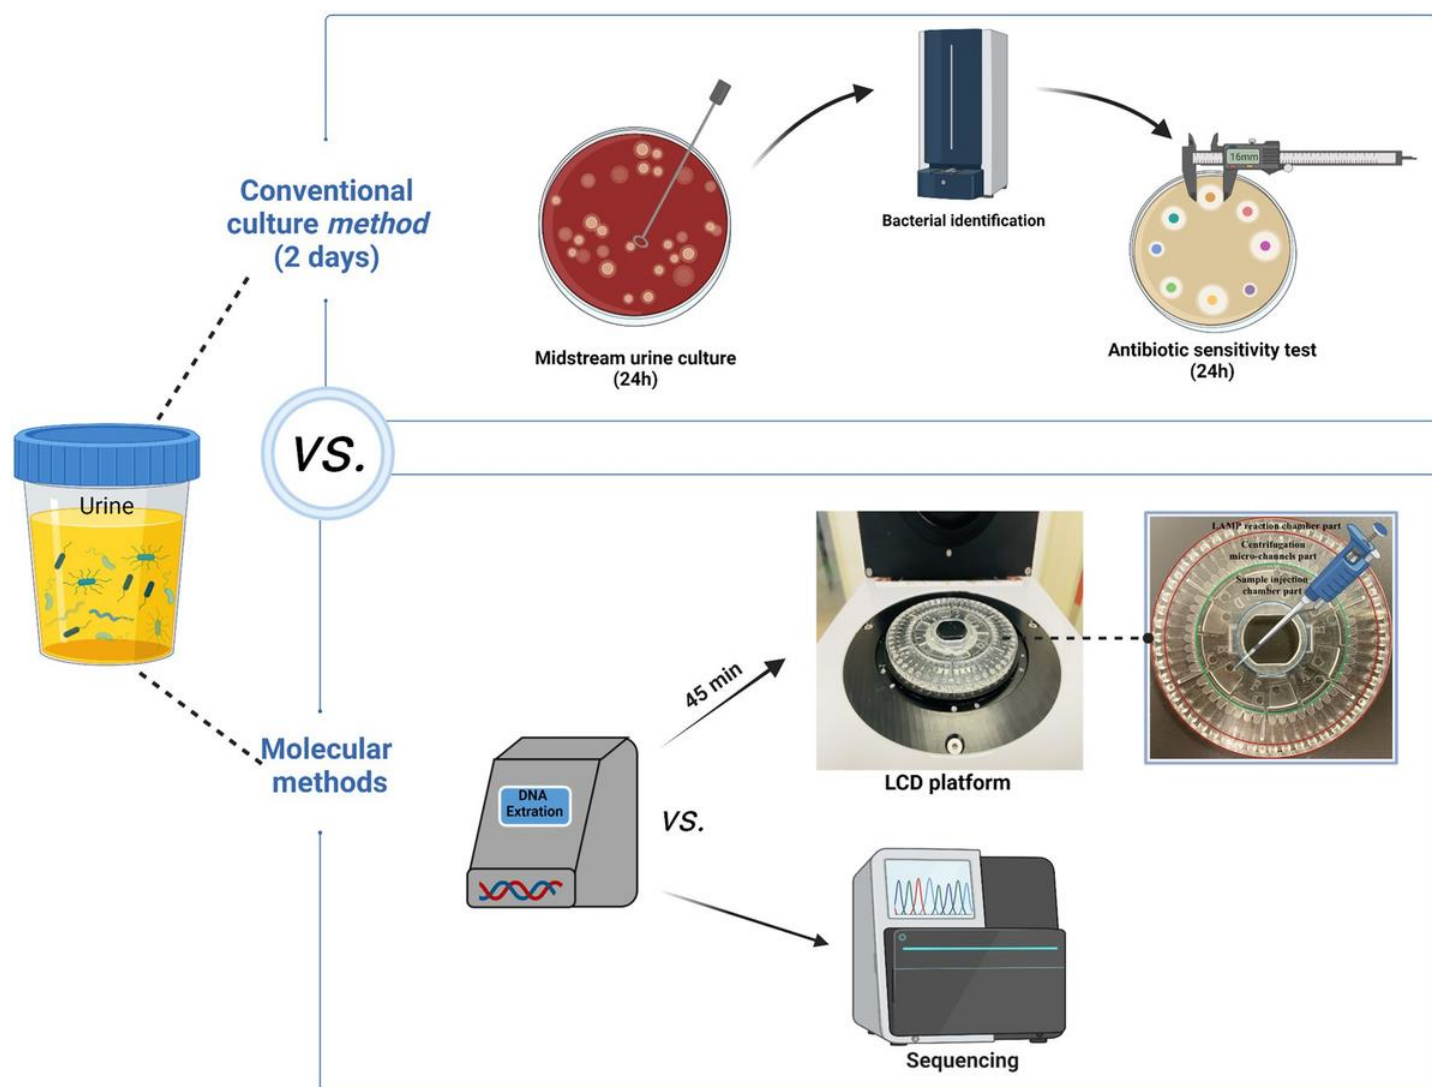 Conventional
culture method
(2 days)
Midstream urine culture
(24h)
Bacterial identification
16mm
Antibiotic sensitivity test
(24h)
VS.
Urine
Molecular
methods
DNA
Extration
45 min
VS.
LCD platform
LAMP reaction chamber part
Centrifugation
micro-channels part
Sample injection
chamber part
Sequencing